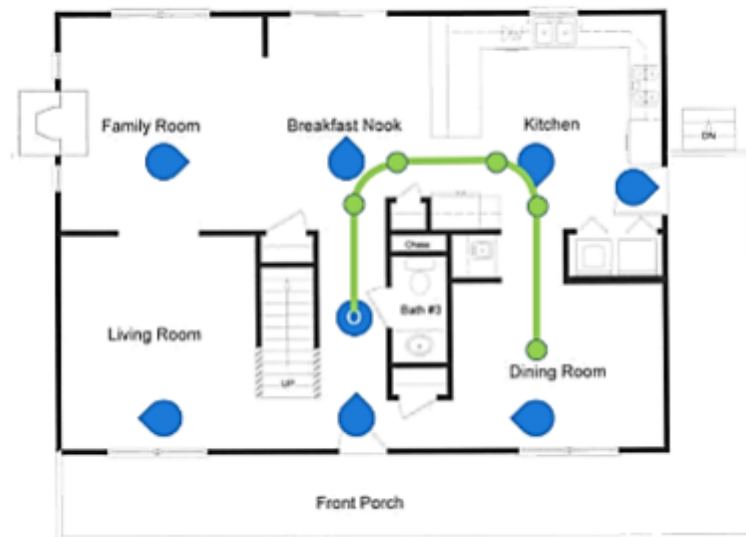 Family Room
Breakfast Nook
Kitchen
DN
Chase
Bath #3
Living Room
UP
Dining Room
Front Porch